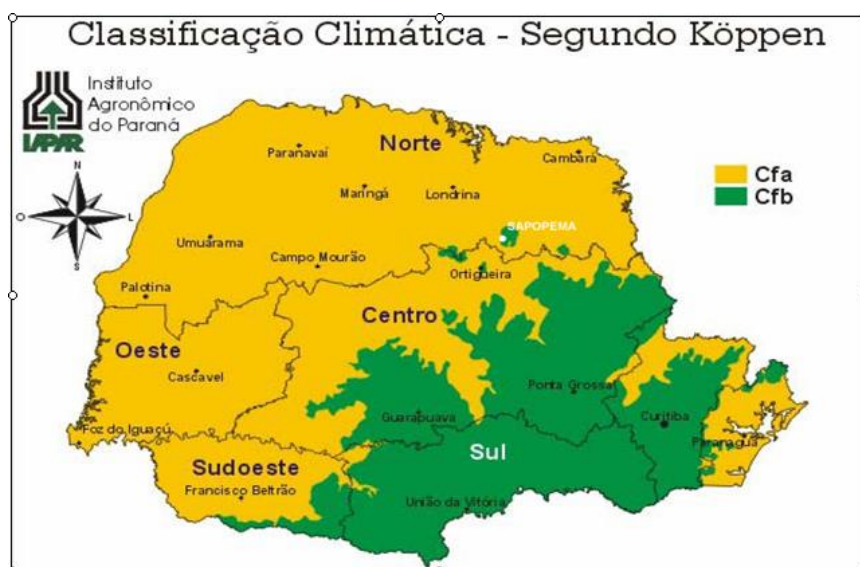 Classificação Climática - Segundo Köppen
Instituto
Agronômico
do Paraná
IAPAR
N
O
L
S
Norte
Paranavaí
Cambará
Maringá
Londrina
Cfa
Cfb
SAPOPEMA
Umuarama
Campo Mourão
Ortigueira
Palotina
Centro
Oeste
Cascavel
Ponta Grossa
Guarapuava
Curitiba
Foz do Iguaçú
Paranaguá
Sul
Sudoeste
Francisco Beltrão
União da Vitória